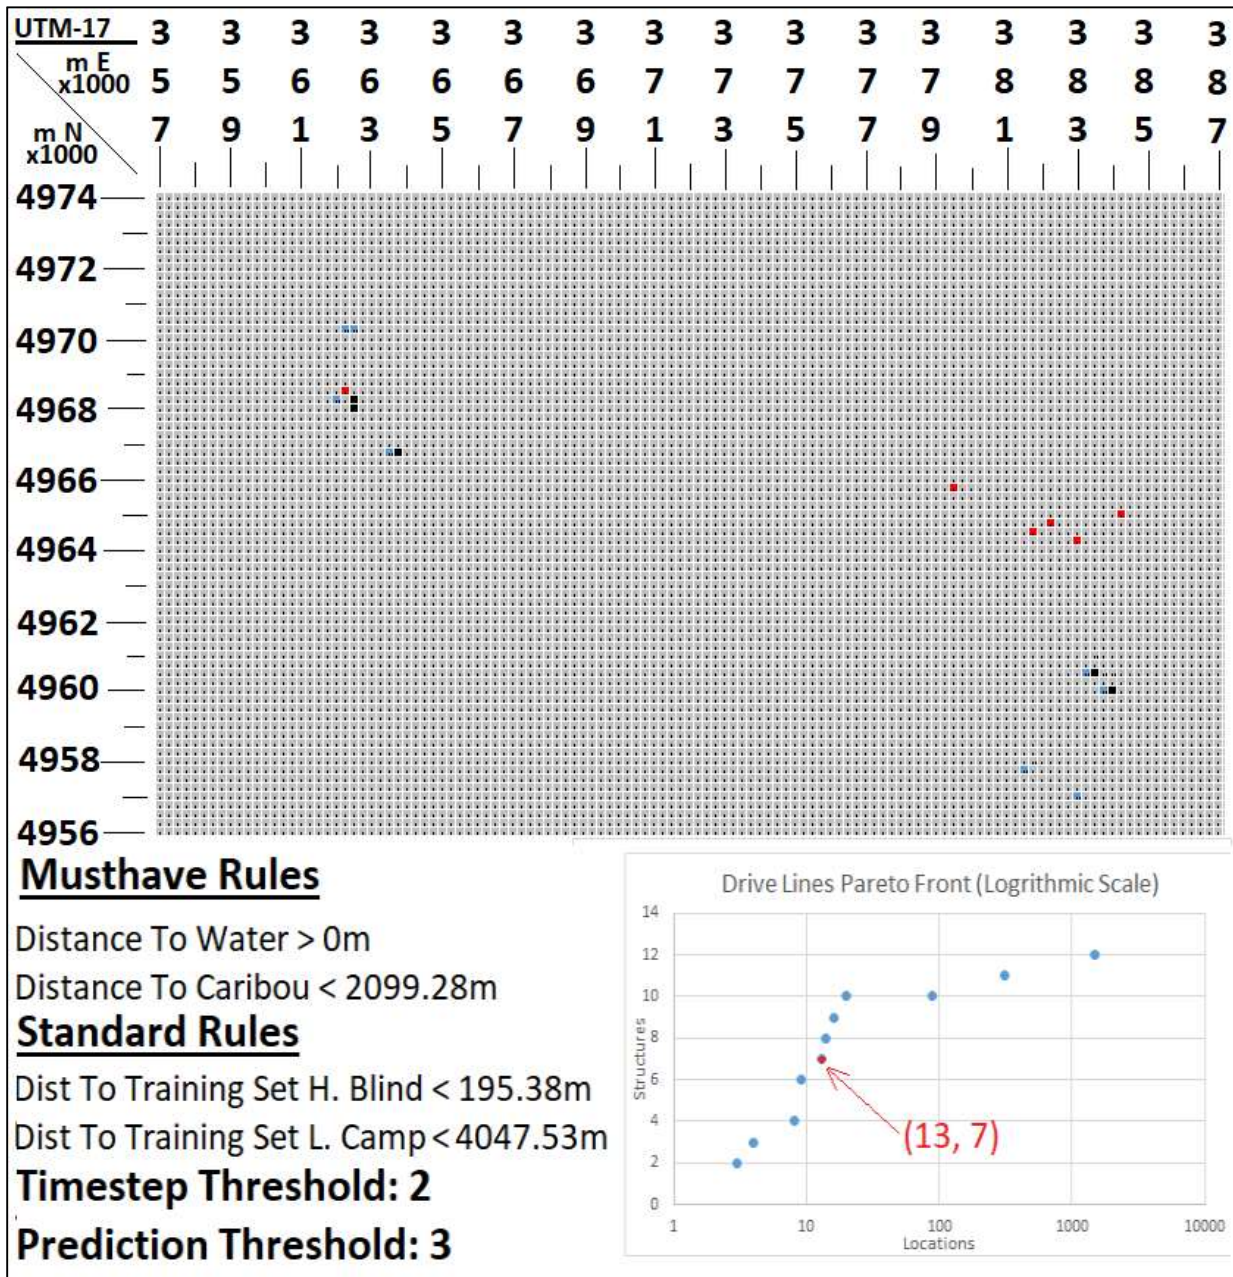 UTM-17 3 3 3 3 3 3 3 3 3 3 3 3 3 3 3 3
m E
x1000 5 5 6 6 6 6 6 7 7 7 7 7 8 8 8 8
m N 7 9 1 3 5 7 9 1 3 5 7 9 1 3 5 7
x1000
4974
4972
4970
4968
4966
4964
4962
4960
4958
4956
Musthave Rules
Distance To Water > 0m
Distance To Caribou < 2099.28m
Standard Rules
Dist To Training Set H. Blind < 195.38m
Dist To Training Set L. Camp < 4047.53m
Timestep Threshold: 2
Prediction Threshold: 3
Drive Lines Pareto Front (Logrithmic Scale)
14
12
10
8
6
4
2
0
Structures
(13, 7)
1 10 100 1000 10000
Locations